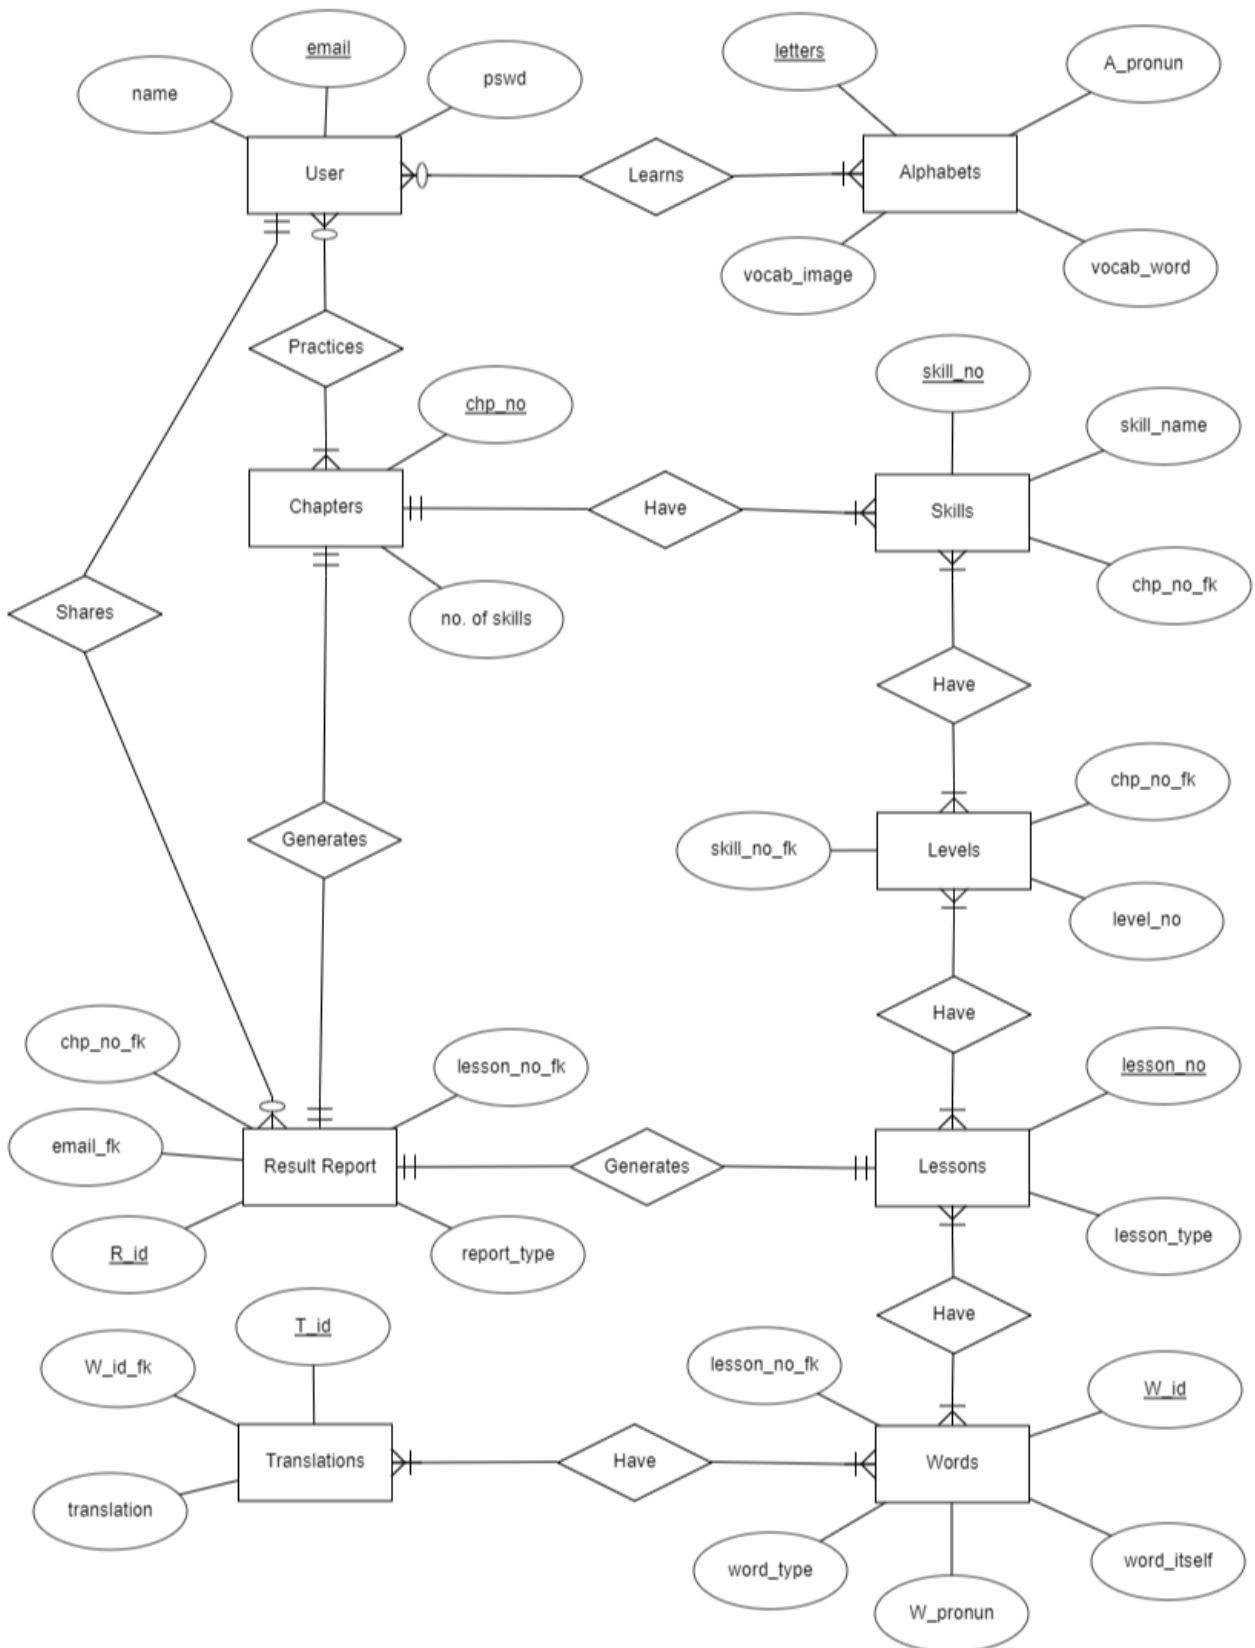 email
letters
A_pronun
pswd
name
User
Learns
Alphabets
vocab_image
vocab_word
Practices
skill_no
chp_no
skill_name
Chapters
Have
Skills
chp_no_fk
Shares
no. of skills
Have
chp_no_fk
Generates
skill_no_fk
Levels
level_no
Have
chp_no_fk
lesson_no_fk
lesson_no
email_fk
Result Report
Generates
Lessons
R_id
report_type
lesson_type
T_id
Have
W_id_fk
lesson_no_fk
W_id
Translations
Have
Words
translation
word_type
word_itself
W_pronun